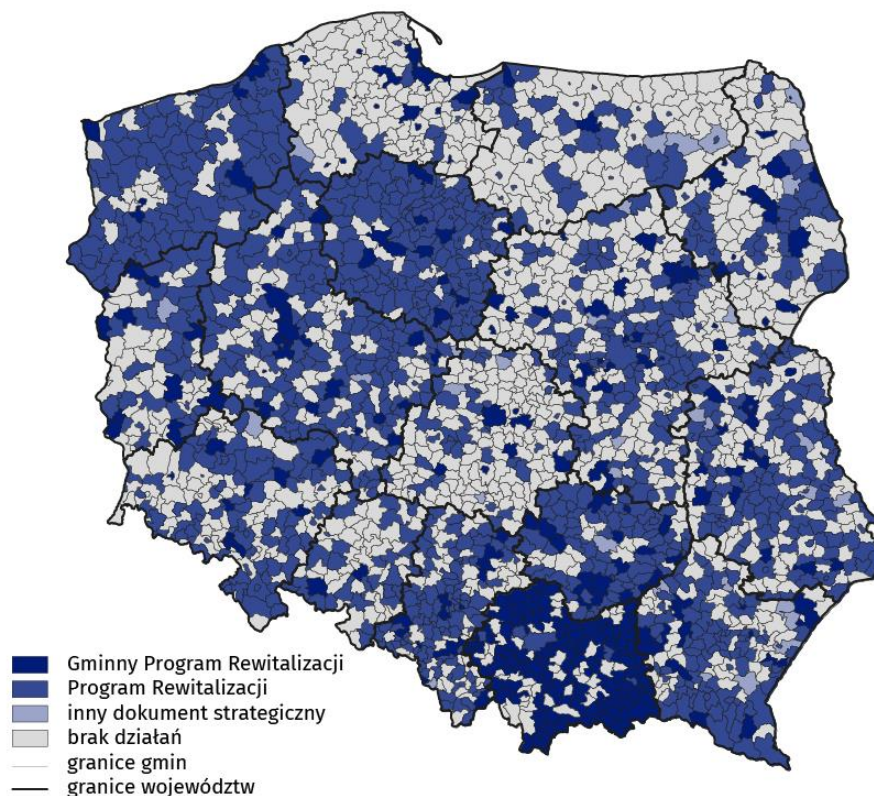 Gminny Program Rewitalizacji
Program Rewitalizacji
inny dokument strategiczny
brak działań
granice gmin
granice województw